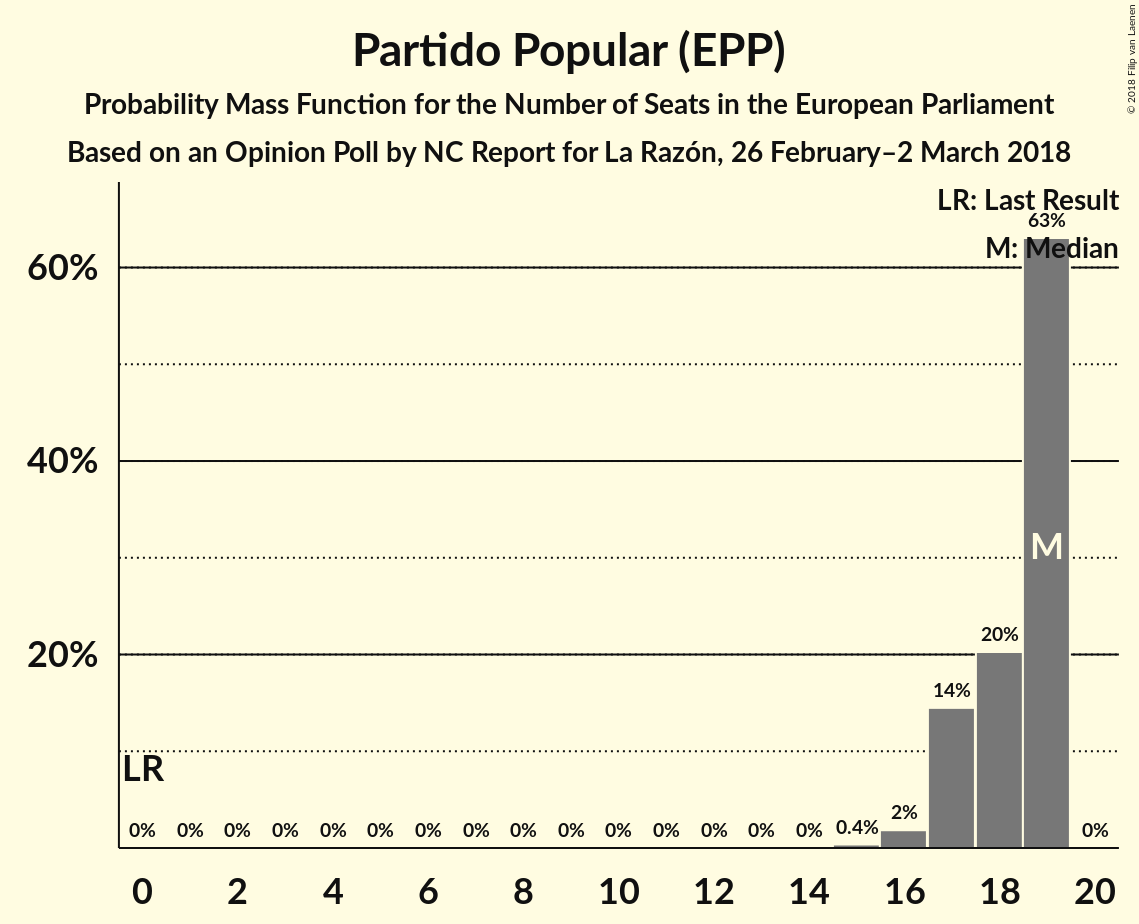 Partido Popular (EPP)
Probability Mass Function for the Number of Seats in the European Parliament
Based on an Opinion Poll by NC Report for La Razón, 26 February–2 March 2018
© 2018 Filip van Laenen
LR: Last Result
63%
M: Median
60%
40%
M
20%
20%
14%
LR
0% 0% 0% 0% 0% 0% 0% 0% 0% 0% 0% 0% 0% 0% 0% 0.4% 2% 0%
0 2 4 6 8 10 12 14 16 18 20